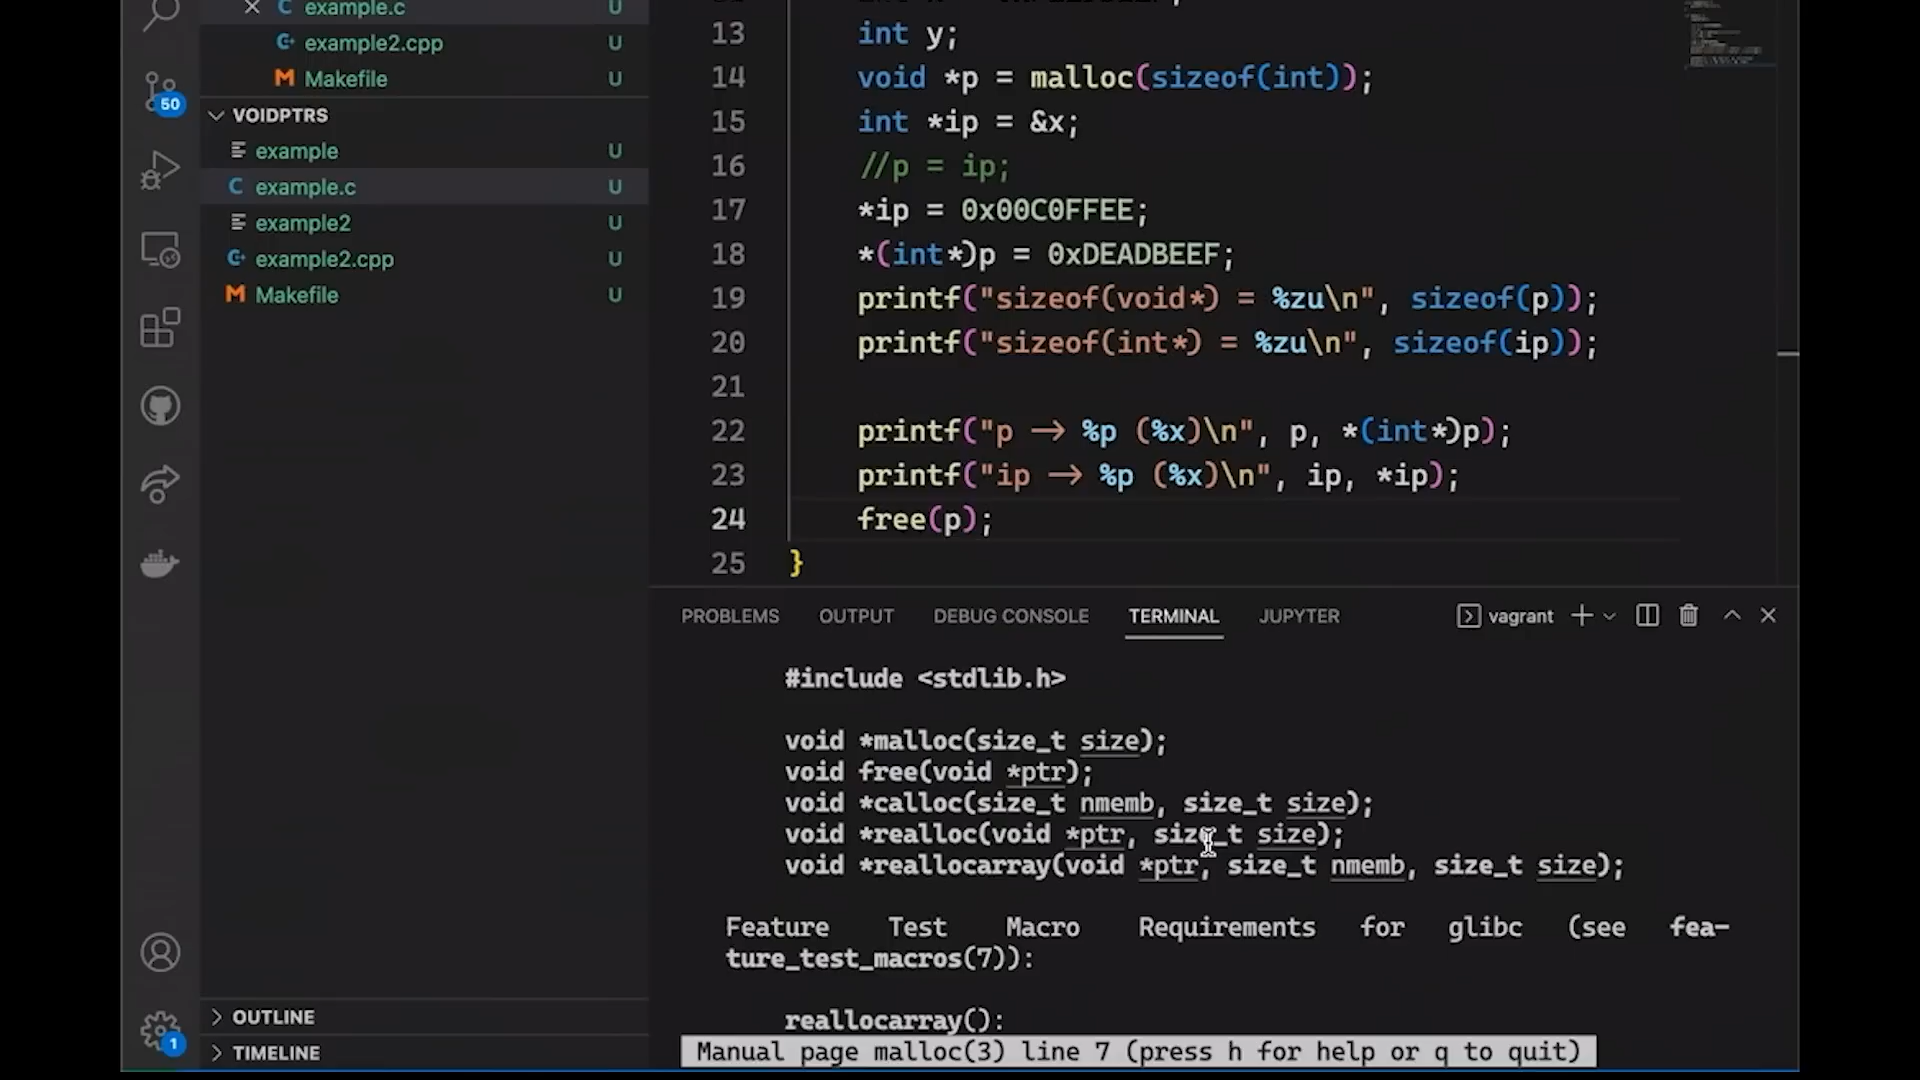 example.c U
example2.cpp U
Makefile U
50
VOIDPTRS
example U
example.c U
example2 U
example2.cpp U
Makefile U
OUTLINE
1
TIMELINE
13 int y;
14 void *p = malloc(sizeof(int));
15 int *ip = &x;
16 //p = ip;
17 *ip = 0x00C0FFEE;
18 *(int*)p = 0xDEADBEEF;
19 printf("sizeof(void*) = %zu\n", sizeof(p));
20 printf("sizeof(int*) = %zu\n", sizeof(ip));
21
22 printf("p -> %p (%x)\n", p, *(int*)p);
23 printf("ip -> %p (%x)\n", ip, *ip);
24 free(p);
25 }
PROBLEMS OUTPUT DEBUG CONSOLE TERMINAL JUPYTER vagrant
#include <stdlib.h>
void *malloc(size_t size);
void free(void *ptr);
void *calloc(size_t nmemb, size_t size);
void *realloc(void *ptr, size_t size);
void *reallocarray(void *ptr, size_t nmemb, size_t size);
Feature Test Macro Requirements for glibc (see fea-
ture_test_macros(7)):
reallocarray():
Manual page malloc(3) line 7 (press h for help or q to quit)